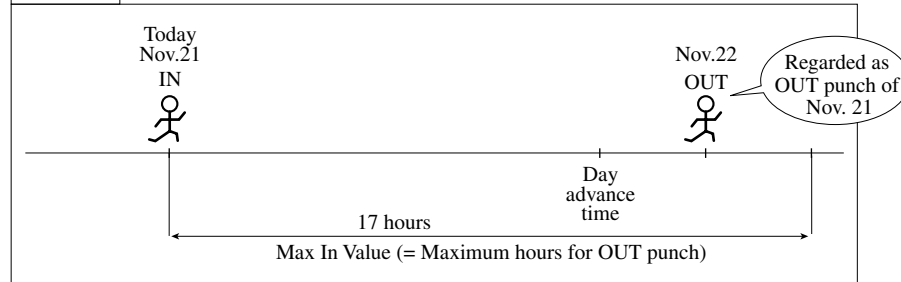 Today
Nov.21
IN
Nov.22
OUT
Regarded as
OUT punch of
Nov. 21
Day
advance
time
17 hours
Max In Value (= Maximum hours for OUT punch)